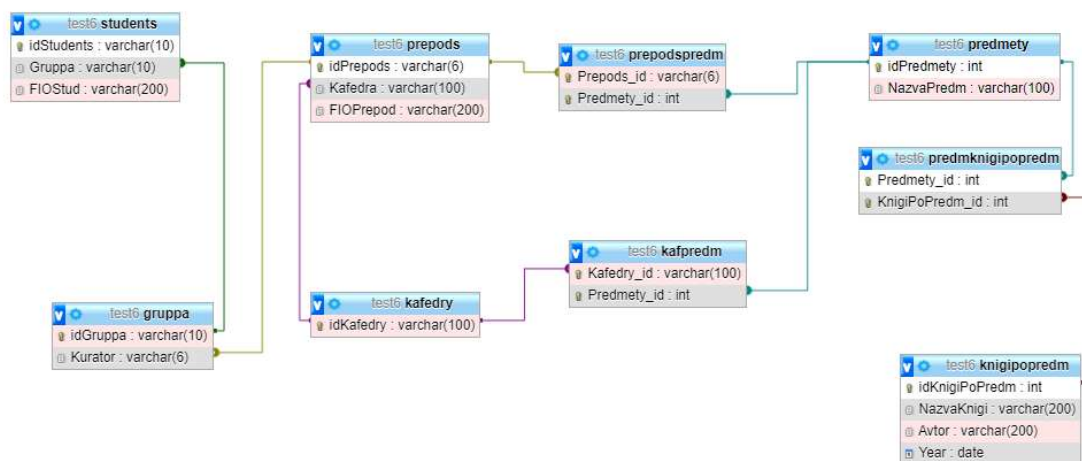 test6 students
idStudents : varchar(10)
Gruppa : varchar(10)
FIOStud : varchar(200)
test6 prepods
idPrepods : varchar(6)
Kafedra : varchar(100)
FIOPrepod : varchar(200)
test6 prepodspredm
Prepods_id : varchar(6)
Predmety_id : int
test6 predmety
idPredmety : int
NazvaPredm : varchar(100)
test6 predmknigipopredm
Predmety_id : int
KnigiPoPredm_id : int
test6 kafpredm
Kafedry_id : varchar(100)
Predmety_id : int
test6 gruppa
idGruppa : varchar(10)
Kurator : varchar(6)
test6 kafedry
idKafedry : varchar(100)
test6 knigipopredm
idKnigiPoPredm : int
NazvaKnigi : varchar(200)
Avtor : varchar(200)
Year : date